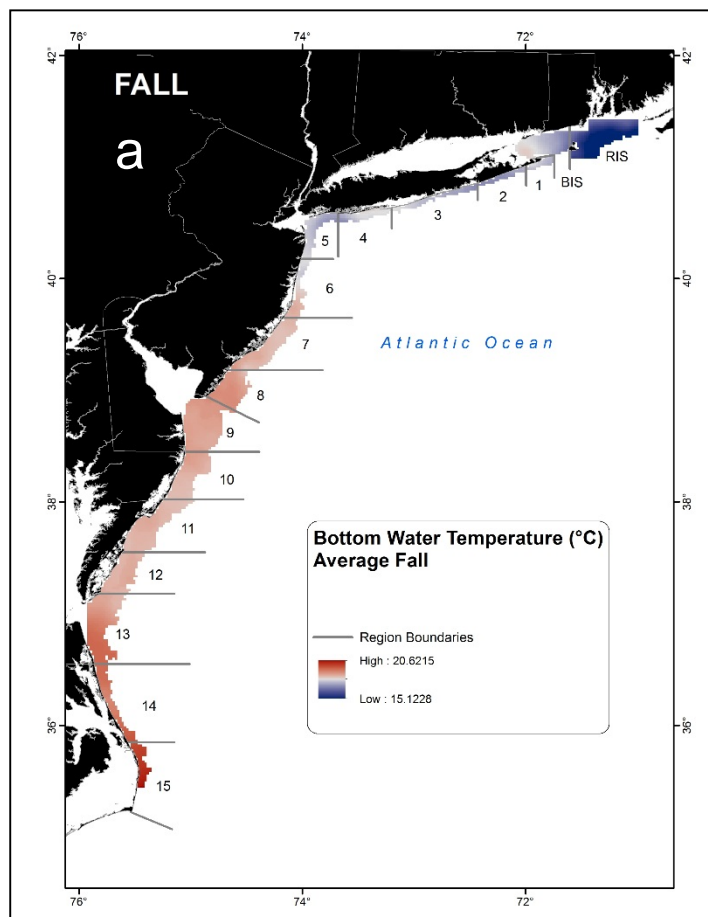 76°
74°
72°
42°
42°
FALL
a
RIS
BIS
1
2
3
4
5
40°
40°
6
7
Atlantic Ocean
8
9
10
38°
38°
11
Bottom Water Temperature (°C)
Average Fall
12
13
Region Boundaries
High : 20.6215
Low : 15.1228
14
36°
36°
15
76°
74°
72°